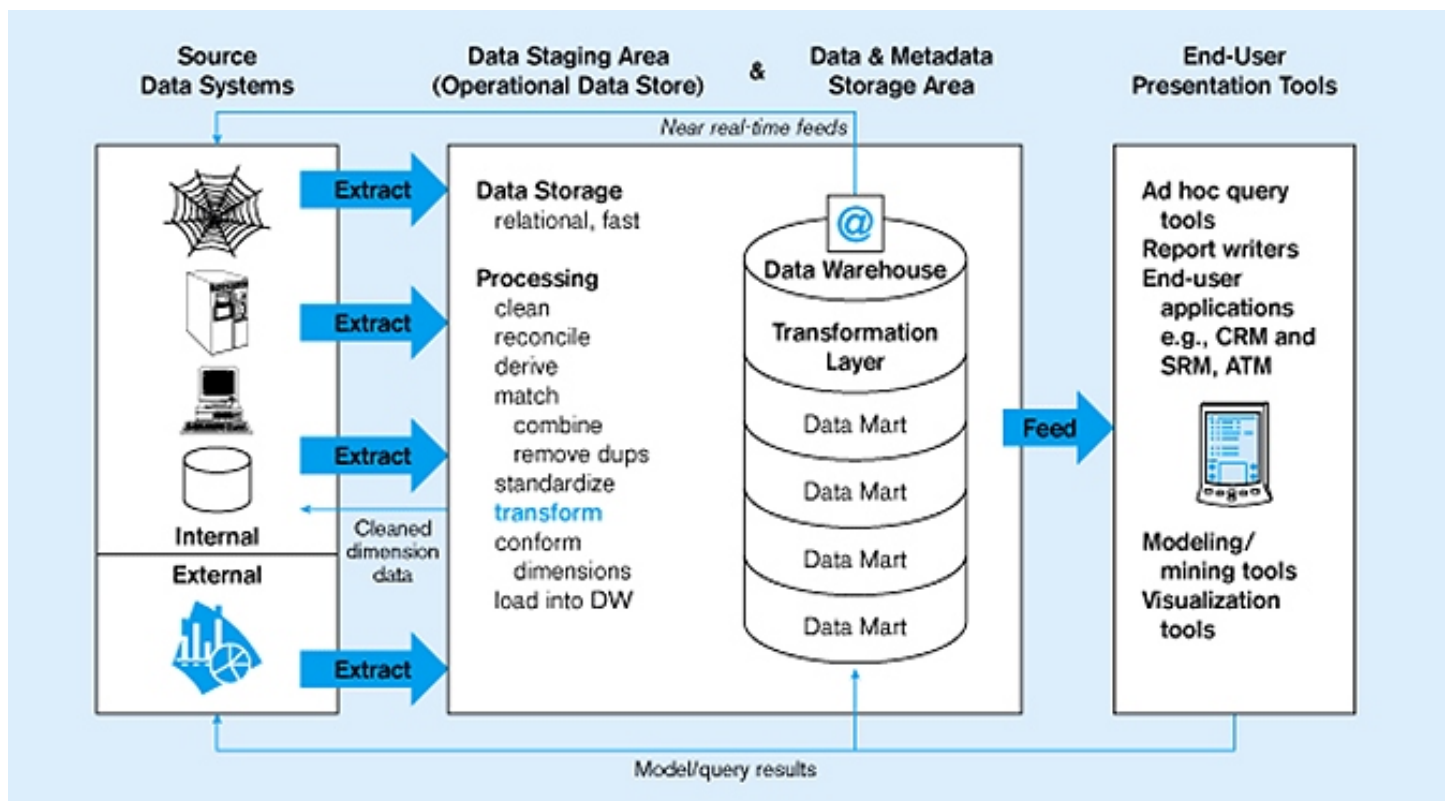 Source
Data Systems
Data Staging Area
(Operational Data Store)
&
Data & Metadata
Storage Area
End-User
Presentation Tools
Near real-time feeds
Extract
Extract
Extract
Extract
Internal
External
Cleaned
dimension
data
Data Storage
relational, fast
Processing
clean
reconcile
derive
match
combine
remove dups
standardize
transform
conform
dimensions
load into DW
@
Data Warehouse
Transformation
Layer
Data Mart
Data Mart
Data Mart
Data Mart
Feed
Ad hoc query
tools
Report writers
End-user
applications
e.g., CRM and
SRM, ATM
Modeling/
mining tools
Visualization
tools
Model/query results